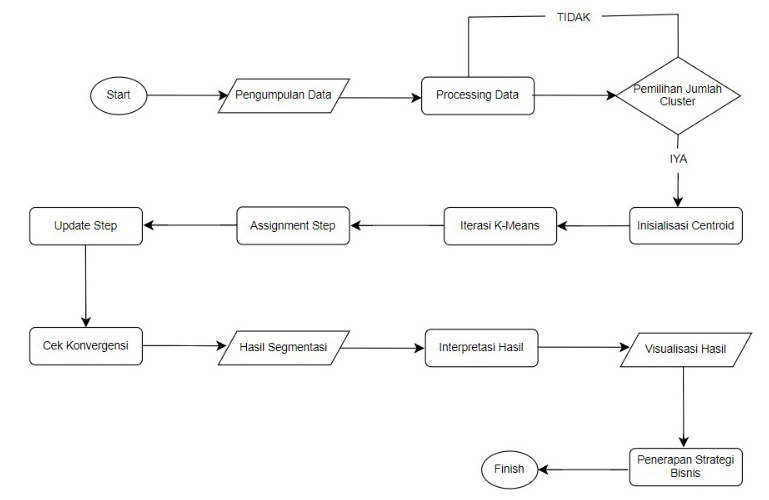 TIDAK
Start
Pengumpulan Data
Processing Data
Pemilihan Jumlah
Cluster
IYA
Update Step
Assignment Step
Iterasi K-Means
Inisialisasi Centroid
Cek Konvergensi
Hasil Segmentasi
Interpretasi Hasil
Visualisasi Hasil
Finish
Penerapan Strategi
Bisnis